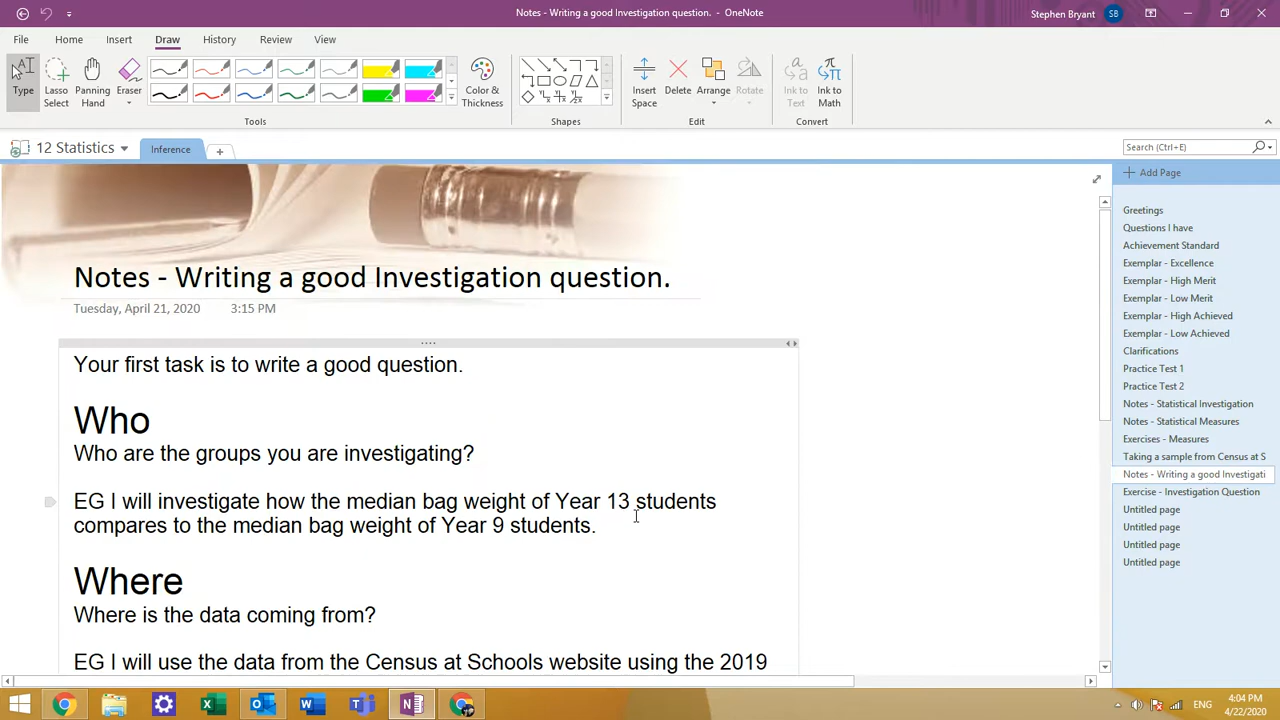 Notes - Writing a good Investigation question. - OneNote
Stephen Bryant SB
File Home Insert Draw History Review View
Type
Lasso Select
Panning Hand
Eraser
Color & Thickness
Insert Space
Delete
Arrange
Rotate
Ink to Text
Ink to Math
Tools
Shapes
Edit
Convert
12 Statistics
Inference
Search (Ctrl+E)
Add Page
Greetings
Questions I have
Achievement Standard
Exemplar - Excellence
Exemplar - High Merit
Exemplar - Low Merit
Exemplar - High Achieved
Exemplar - Low Achieved
Clarifications
Practice Test 1
Practice Test 2
Notes - Statistical Investigation
Notes - Statistical Measures
Exercises - Measures
Taking a sample from Census at S
Notes - Writing a good Investigati
Exercise - Investigation Question
Untitled page
Untitled page
Untitled page
Untitled page
Notes - Writing a good Investigation question.
Tuesday, April 21, 2020 3:15 PM
Your first task is to write a good question.
Who
Who are the groups you are investigating?
EG I will investigate how the median bag weight of Year 13 students
compares to the median bag weight of Year 9 students.
Where
Where is the data coming from?
EG I will use the data from the Census at Schools website using the 2019
ENG
4:04 PM
4/22/2020